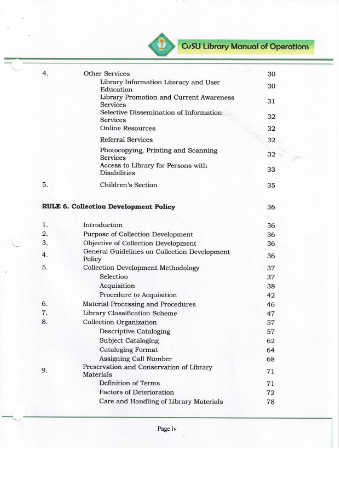 CvSU Library Manual of Operations
4. Other Services 30
Library Information Literacy and User
Education 30
Library Promotion and Current Awareness
Services 31
Selective Dissemination of Information
Services 32
Online Resources 32
Referral Services 32
Photocopying, Printing and Scanning
Services 32
Access to Library for Persons with
Disabilities 33
5. Children's Section 35
RULE 6. Collection Development Policy 36
1. Introduction 36
2. Purpose of Collection Development 36
3. Objective of Collection Development 36
4. General Guidelines on Collection Development
Policy 36
5. Collection Development Methodology 37
Selection 37
Acquisition 38
Procedure to Acquisition 42
6. Material Processing and Procedures 46
7. Library Classification Scheme 47
8. Collection Organization 57
Descriptive Cataloging 57
Subject Cataloging 62
Cataloging Format 64
Assigning Call Number 68
9. Preservation and Conservation of Library
Materials 71
Definition of Terms 71
Factors of Deterioration 73
Care and Handling of Library Materials 78
Page iv